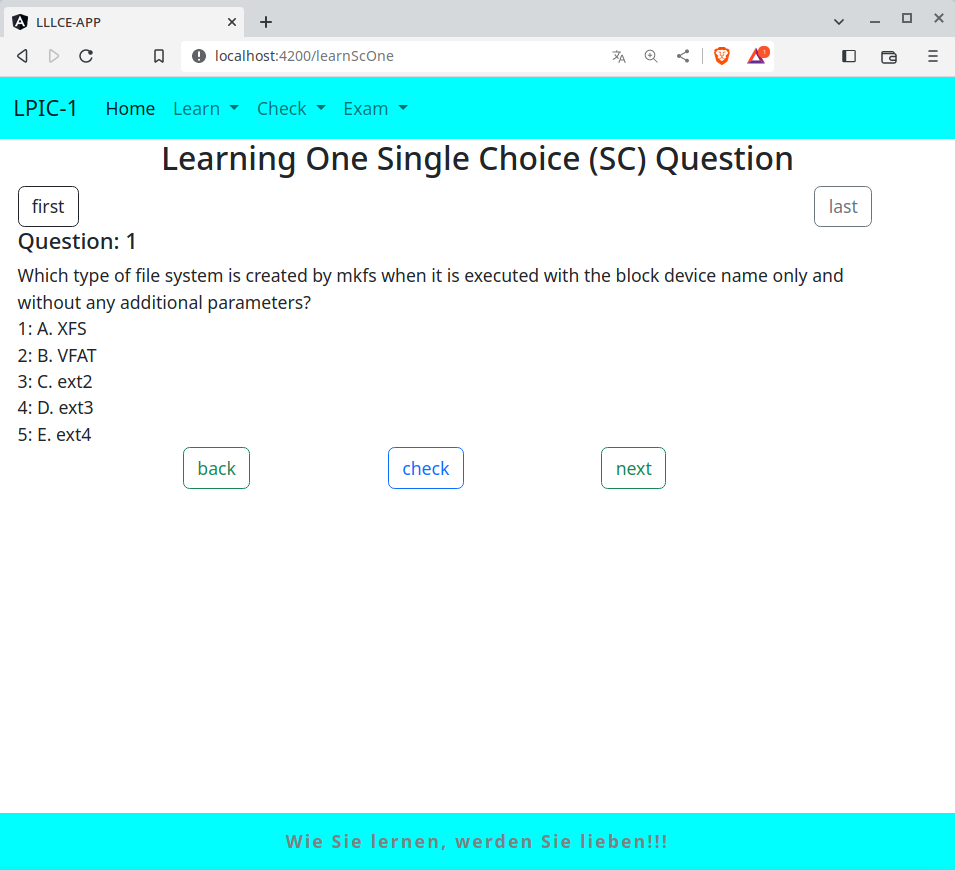 LLLCE-APP
localhost:4200/learnScOne
1
LPIC-1 Home Learn Check Exam
Learning One Single Choice (SC) Question
first last
Question: 1
Which type of file system is created by mkfs when it is executed with the block device name only and
without any additional parameters?
1: A. XFS
2: B. VFAT
3: C. ext2
4: D. ext3
5: E. ext4
back check next
Wie Sie lernen, werden Sie lieben!!!